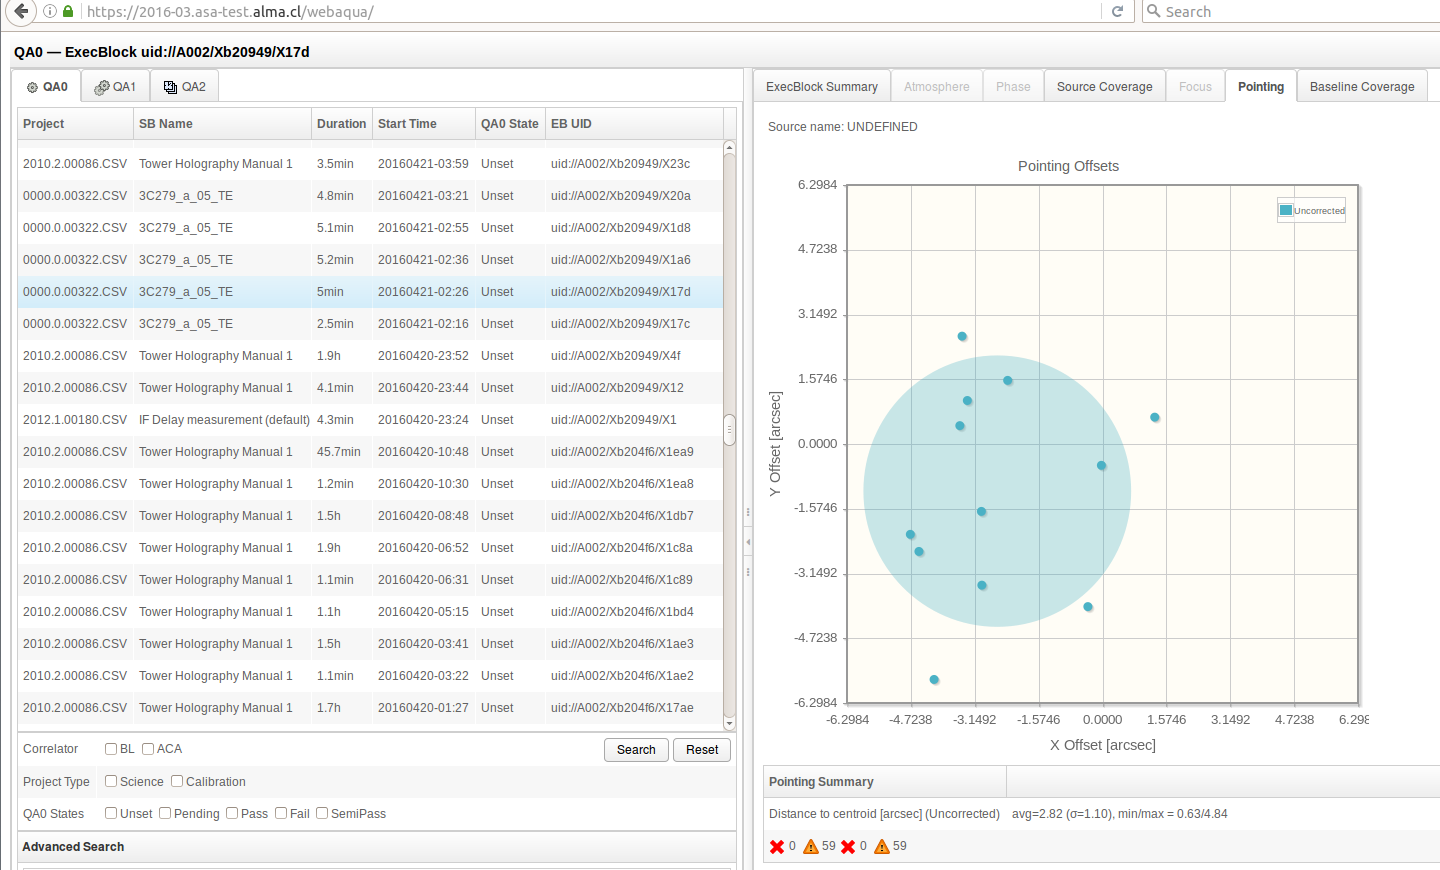 https://2016-03.asa-test.alma.cl/webaqua/
Search
QA0 — ExecBlock uid://A002/Xb20949/X17d
QA0 QA1 QA2
Project SB Name Duration Start Time QA0 State EB UID
2010.2.00086.CSV Tower Holography Manual 1 3.5min 20160421-03:59 Unset uid://A002/Xb20949/X23c
0000.0.00322.CSV 3C279_a_05_TE 4.8min 20160421-03:21 Unset uid://A002/Xb20949/X20a
0000.0.00322.CSV 3C279_a_05_TE 5.1min 20160421-02:55 Unset uid://A002/Xb20949/X1d8
0000.0.00322.CSV 3C279_a_05_TE 5.2min 20160421-02:36 Unset uid://A002/Xb20949/X1a6
0000.0.00322.CSV 3C279_a_05_TE 5min 20160421-02:26 Unset uid://A002/Xb20949/X17d
0000.0.00322.CSV 3C279_a_05_TE 2.5min 20160421-02:16 Unset uid://A002/Xb20949/X17c
2010.2.00086.CSV Tower Holography Manual 1 1.9h 20160420-23:52 Unset uid://A002/Xb20949/X4f
2010.2.00086.CSV Tower Holography Manual 1 4.1min 20160420-23:44 Unset uid://A002/Xb20949/X12
2012.1.00180.CSV IF Delay measurement (default) 4.3min 20160420-23:24 Unset uid://A002/Xb20949/X1
2010.2.00086.CSV Tower Holography Manual 1 45.7min 20160420-10:48 Unset uid://A002/Xb204f6/X1ea9
2010.2.00086.CSV Tower Holography Manual 1 1.2min 20160420-10:30 Unset uid://A002/Xb204f6/X1ea8
2010.2.00086.CSV Tower Holography Manual 1 1.5h 20160420-08:48 Unset uid://A002/Xb204f6/X1db7
2010.2.00086.CSV Tower Holography Manual 1 1.9h 20160420-06:52 Unset uid://A002/Xb204f6/X1c8a
2010.2.00086.CSV Tower Holography Manual 1 1.1min 20160420-06:31 Unset uid://A002/Xb204f6/X1c89
2010.2.00086.CSV Tower Holography Manual 1 1.1h 20160420-05:15 Unset uid://A002/Xb204f6/X1bd4
2010.2.00086.CSV Tower Holography Manual 1 1.5h 20160420-03:41 Unset uid://A002/Xb204f6/X1ae3
2010.2.00086.CSV Tower Holography Manual 1 1.1min 20160420-03:22 Unset uid://A002/Xb204f6/X1ae2
2010.2.00086.CSV Tower Holography Manual 1 1.7h 20160420-01:27 Unset uid://A002/Xb204f6/X17ae
Correlator BL ACA Search Reset
Project Type Science Calibration
QA0 States Unset Pending Pass Fail SemiPass
Advanced Search
ExecBlock Summary Atmosphere Phase Source Coverage Focus Pointing Baseline Coverage
Source name: UNDEFINED
Pointing Offsets
Uncorrected
Y Offset [arcsec]
6.2984
4.7238
3.1492
1.5746
0.0000
-1.5746
-3.1492
-4.7238
-6.2984
-6.2984 -4.7238 -3.1492 -1.5746 0.0000 1.5746 3.1492 4.7238 6.298
X Offset [arcsec]
Pointing Summary
Distance to centroid [arcsec] (Uncorrected) avg=2.82 (σ=1.10), min/max = 0.63/4.84
0 59 0 59